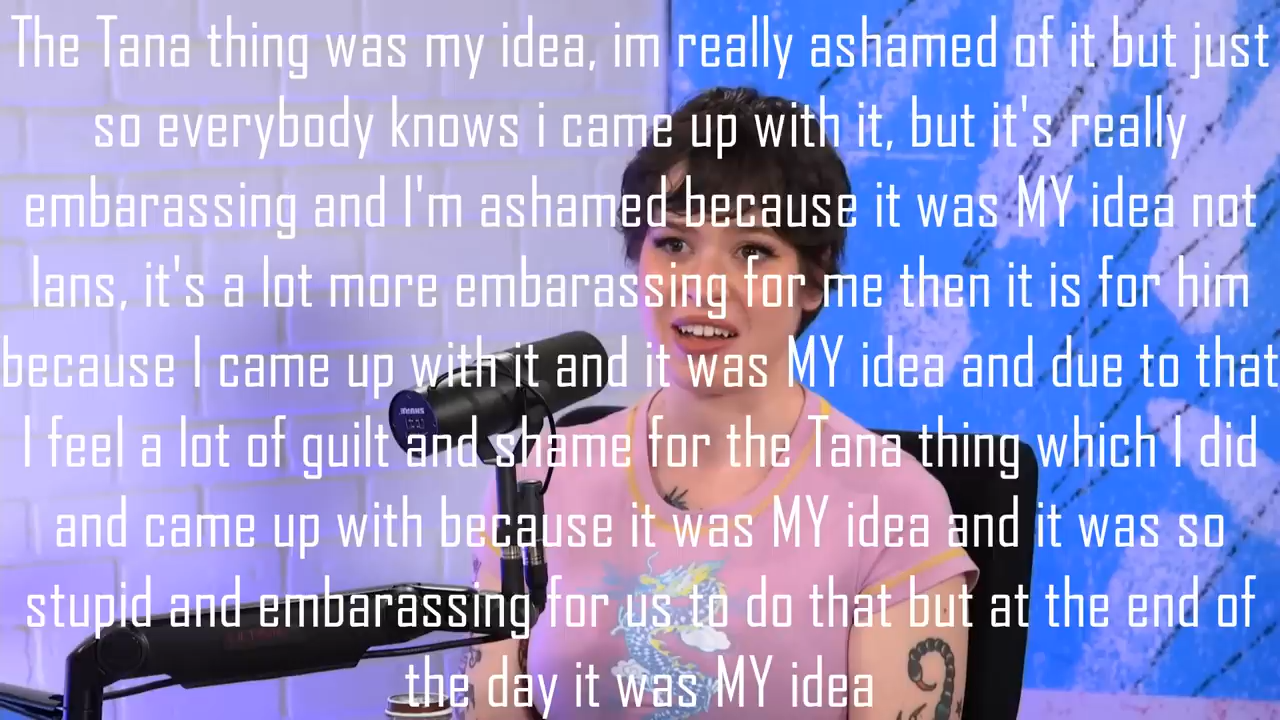 The Tana thing was my idea, im really ashamed of it but just
so everybody knows i came up with it, but it's really
embarassing and I'm ashamed because it was MY idea not
Ians, it's a lot more embarassing for me then it is for him
because I came up with it and it was MY idea and due to that
I feel a lot of guilt and shame for the Tana thing which I did
and came up with because it was MY idea and it was so
stupid and embarassing for us to do that but at the end of
the day it was MY idea